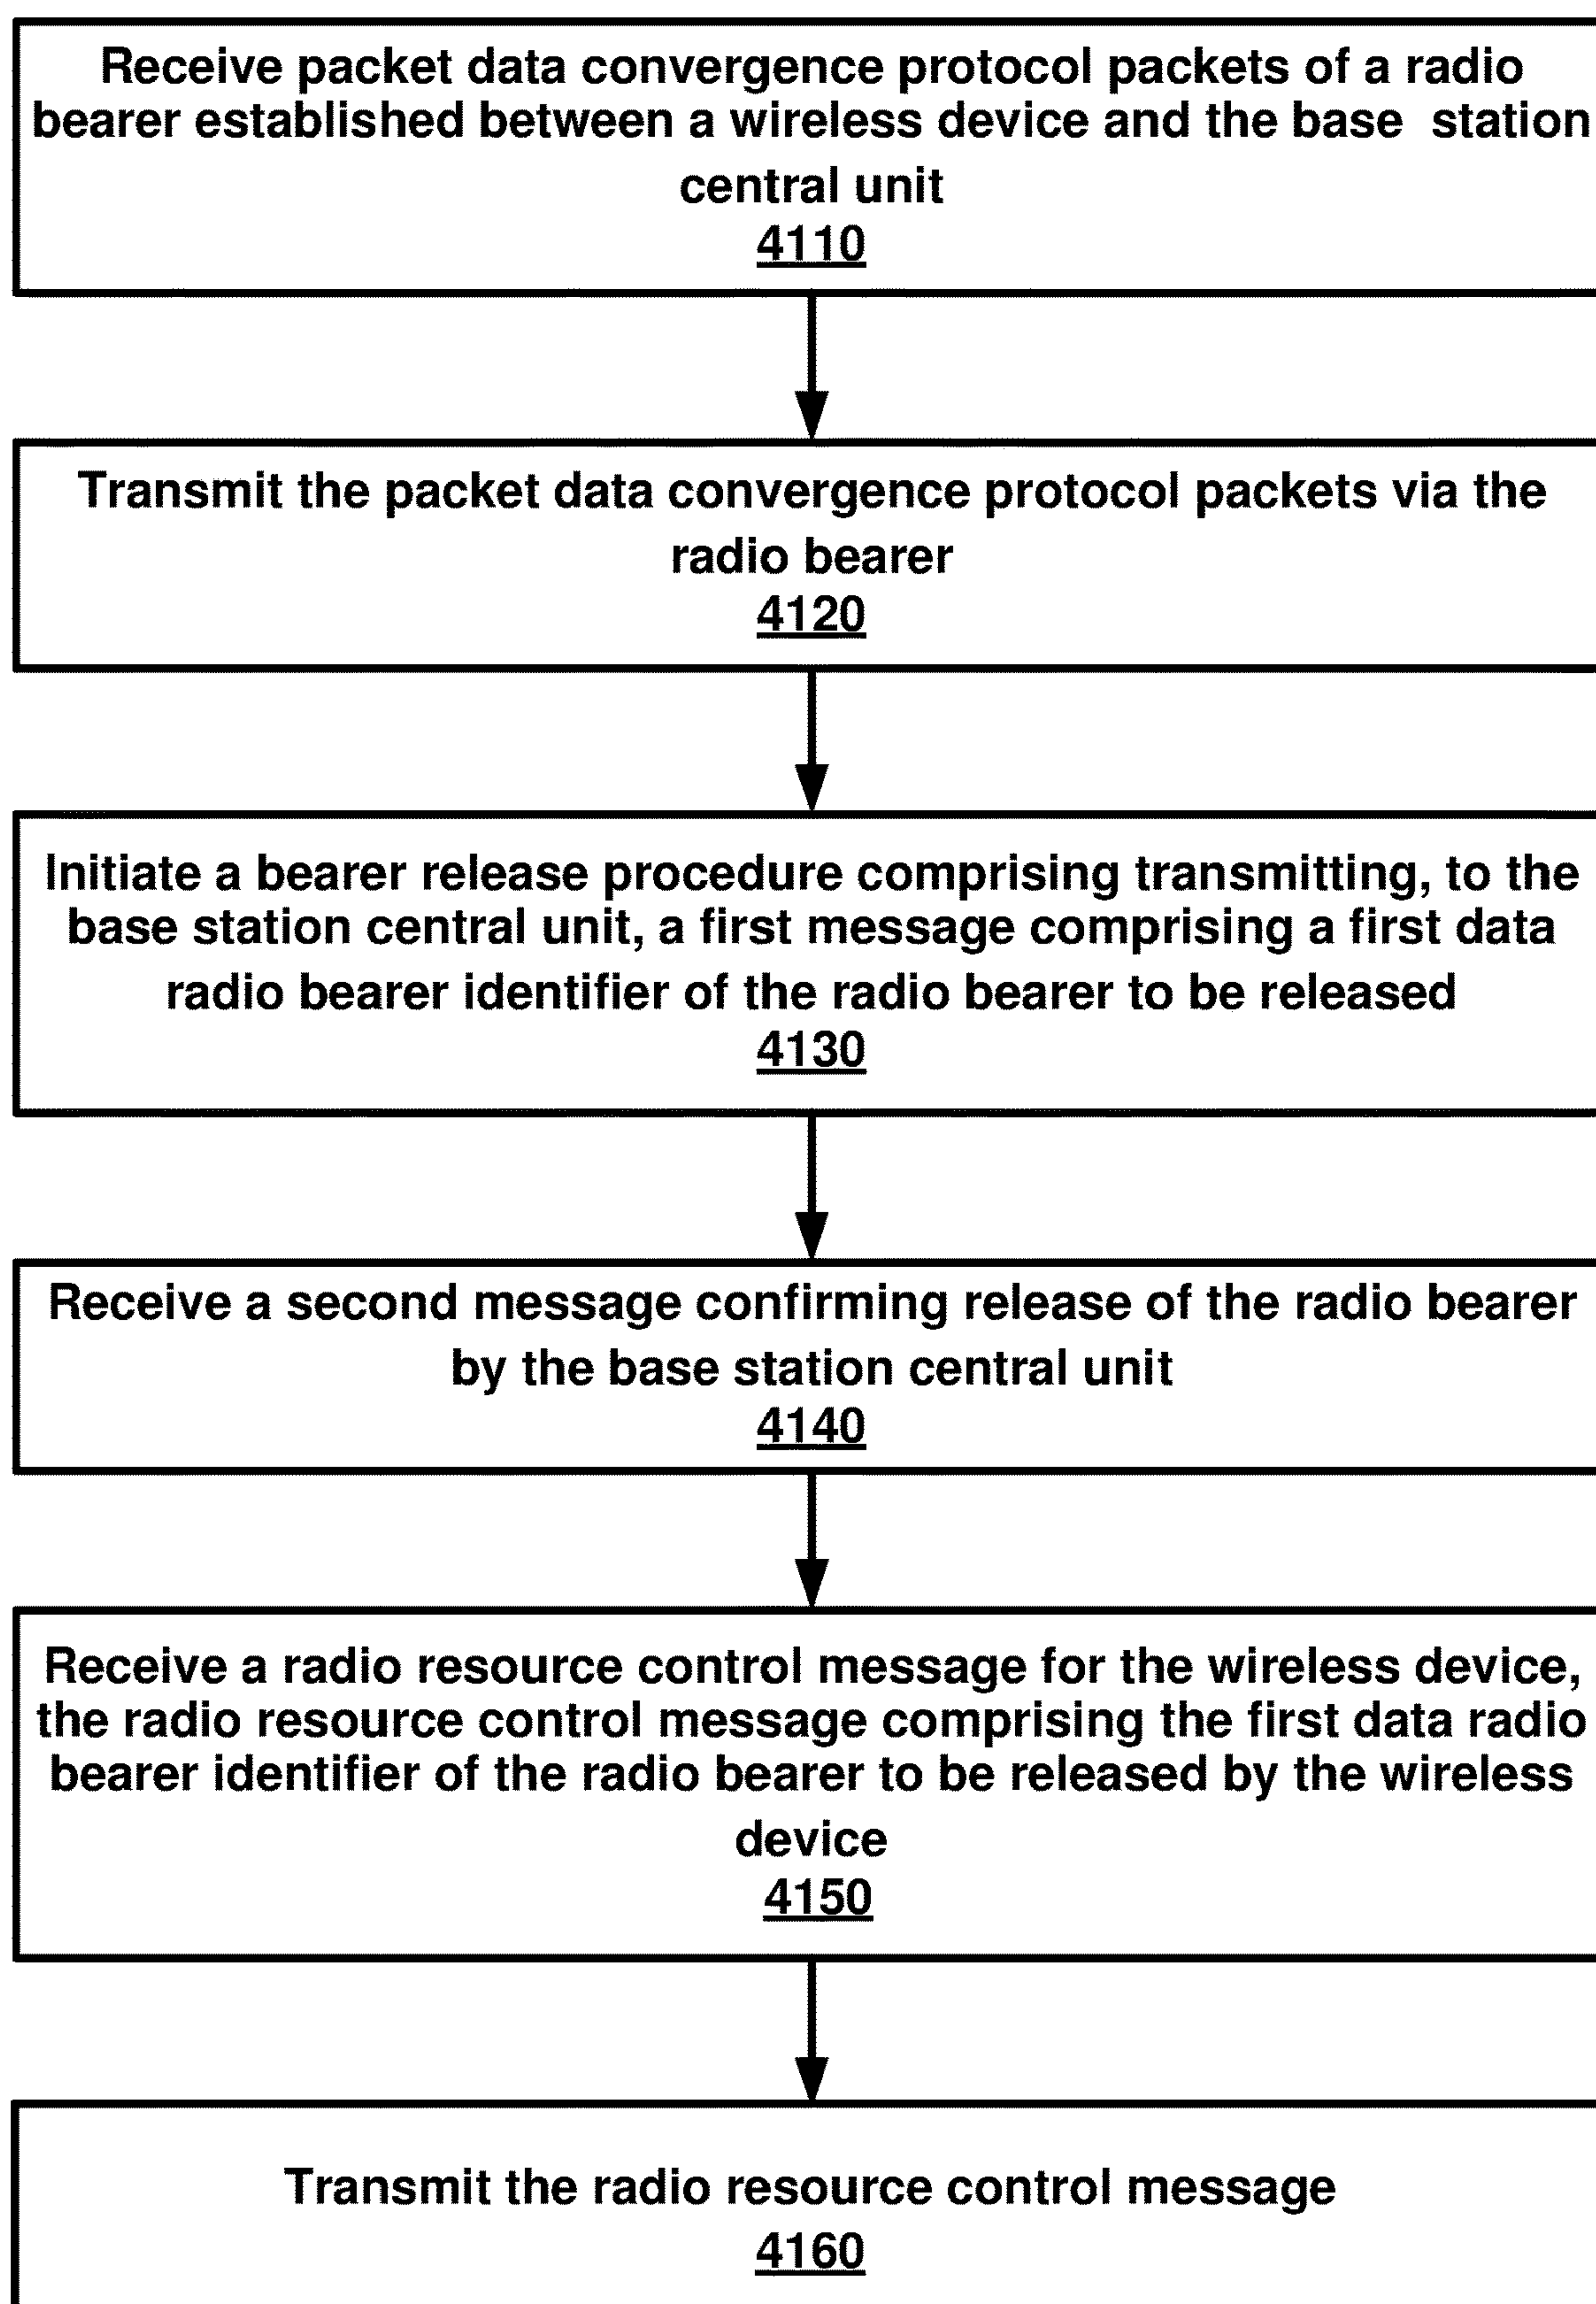 Receive packet data convergence protocol packets of a radio
bearer established between a wireless device and the base station
central unit
4110
Transmit the packet data convergence protocol packets via the
radio bearer
4120
Initiate a bearer release procedure comprising transmitting, to the
base station central unit, a first message comprising a first data
radio bearer identifier of the radio bearer to be released
4130
Receive a second message confirming release of the radio bearer
by the base station central unit
4140
Receive a radio resource control message for the wireless device,
the radio resource control message comprising the first data radio
bearer identifier of the radio bearer to be released by the wireless
device
4150
Transmit the radio resource control message
4160